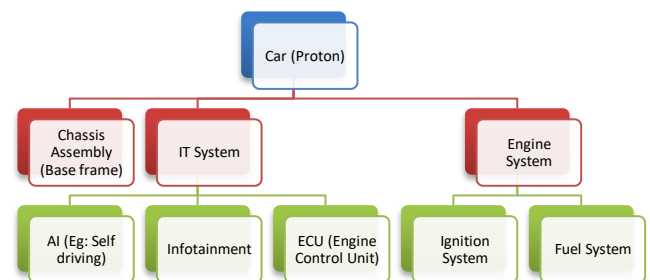 Car (Proton)
Chassis
Assembly
(Base frame)
IT System
Engine
System
AI (Eg: Self
driving)
Infotainment
ECU (Engine
Control Unit)
Ignition
System
Fuel System